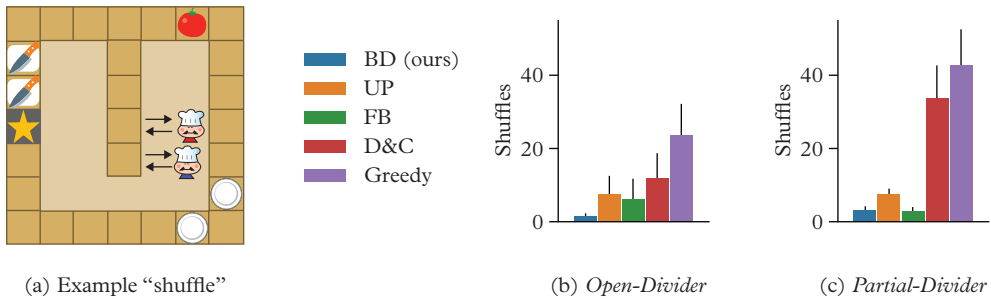 BD (ours)
UP
FB
D&C
Greedy
Shuffles
40
20
0
Shuffles
40
20
0
(a) Example “shuffle”
(b) Open-Divider
(c) Partial-Divider